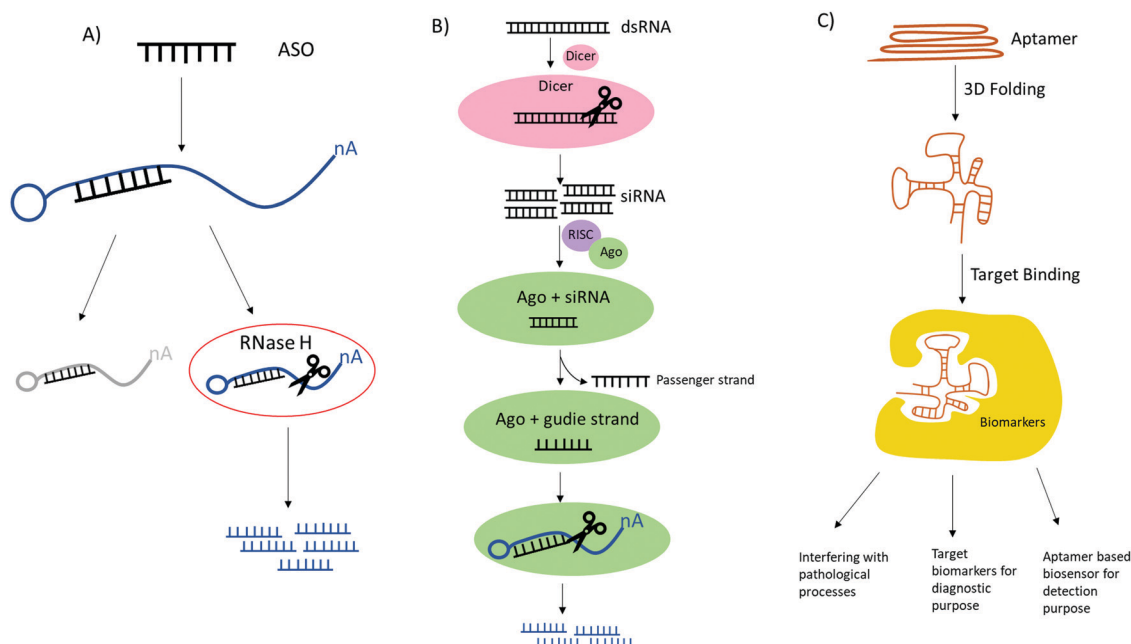 A)
ASO
nA
nA
RNase H
nA
B)
dsRNA
Dicer
Dicer
siRNA
RISC
Ago
Ago + siRNA
Passenger strand
Ago + gudie strand
nA
C)
Aptamer
3D Folding
Target Binding
Biomarkers
Interfering with
pathological
processes
Target
biomarkers for
diagnostic
purpose
Aptamer based
biosensor for
detection
purpose